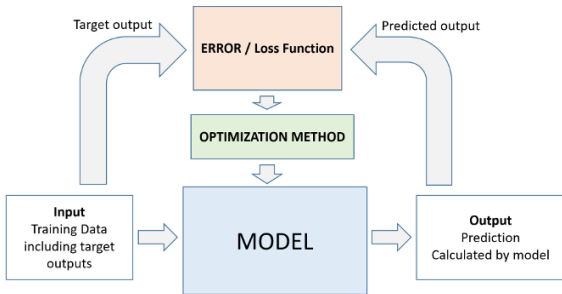 Target output
Predicted output
ERROR / Loss Function
OPTIMIZATION METHOD
Input
Training Data
including target
outputs
MODEL
Output
Prediction
Calculated by model